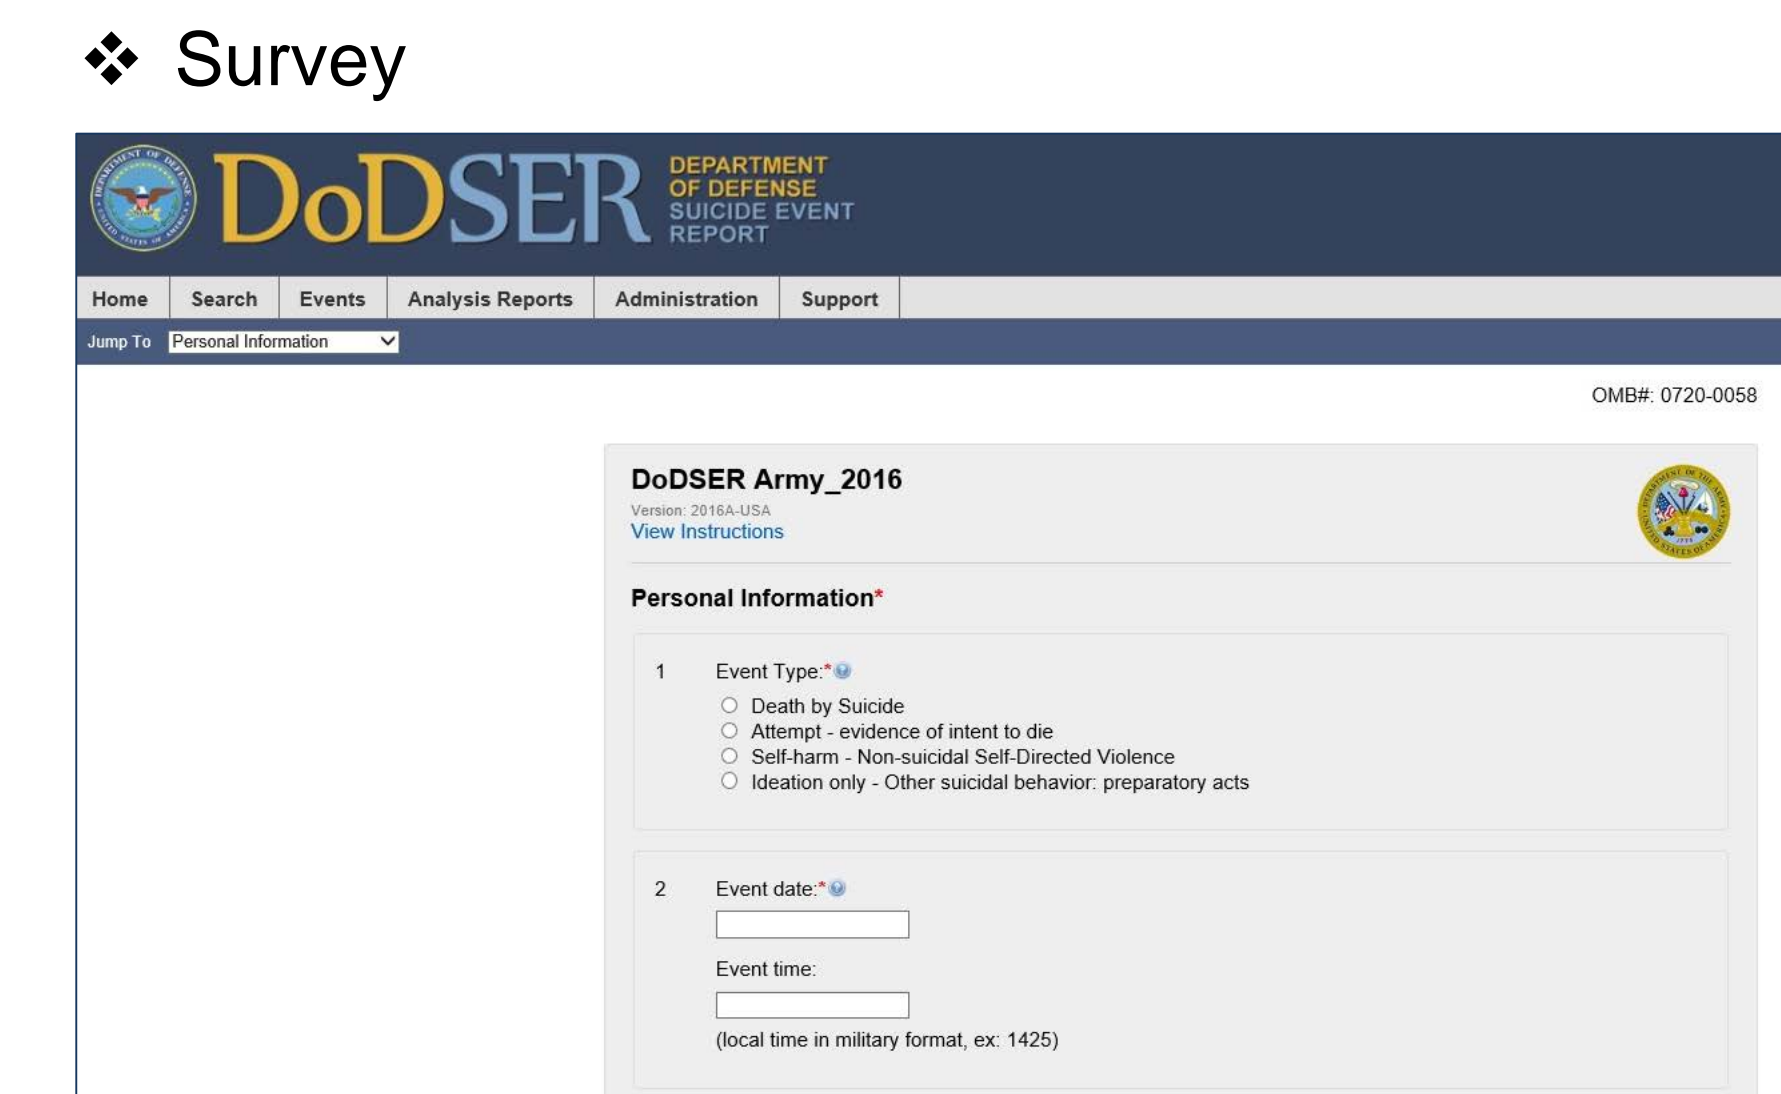 ❖ Survey
DoDSER
DEPARTMENT
OF DEFENSE
SUICIDE EVENT
REPORT
Home Search Events Analysis Reports Administration Support
Jump To Personal Information
OMB#: 0720-0058
DoDSER Army_2016
Version: 2016A-USA
View Instructions
Personal Information*
1 Event Type:*
Death by Suicide
Attempt - evidence of intent to die
Self-harm - Non-suicidal Self-Directed Violence
Ideation only - Other suicidal behavior: preparatory acts
2 Event date:*
Event time:
(local time in military format, ex: 1425)